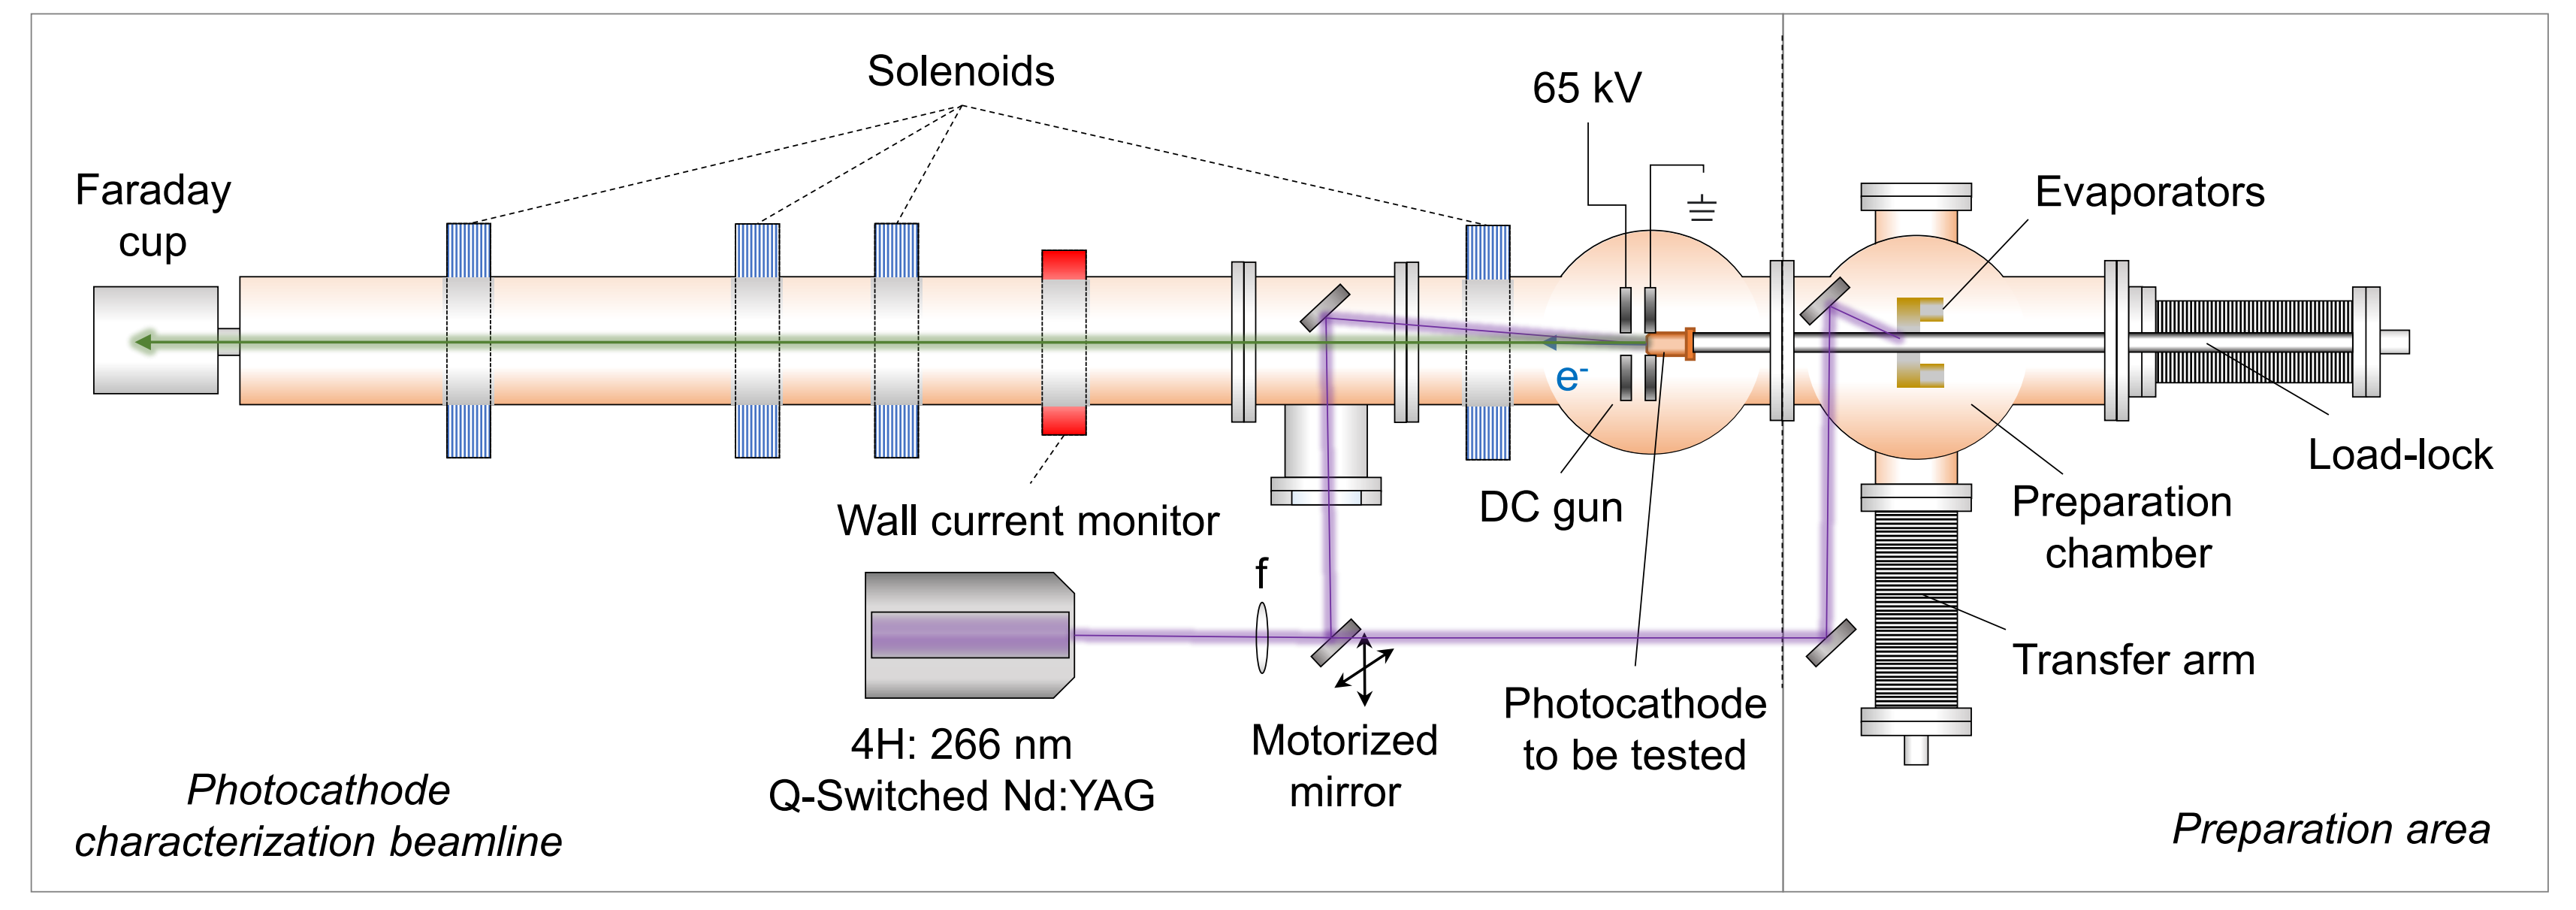 Solenoids
65 kV
Faraday
cup
Evaporators
e-
Load-lock
DC gun
Wall current monitor
Preparation
chamber
f
Transfer arm
Photocathode
to be tested
Motorized
mirror
4H: 266 nm
Q-Switched Nd:YAG
Photocathode
characterization beamline
Preparation area